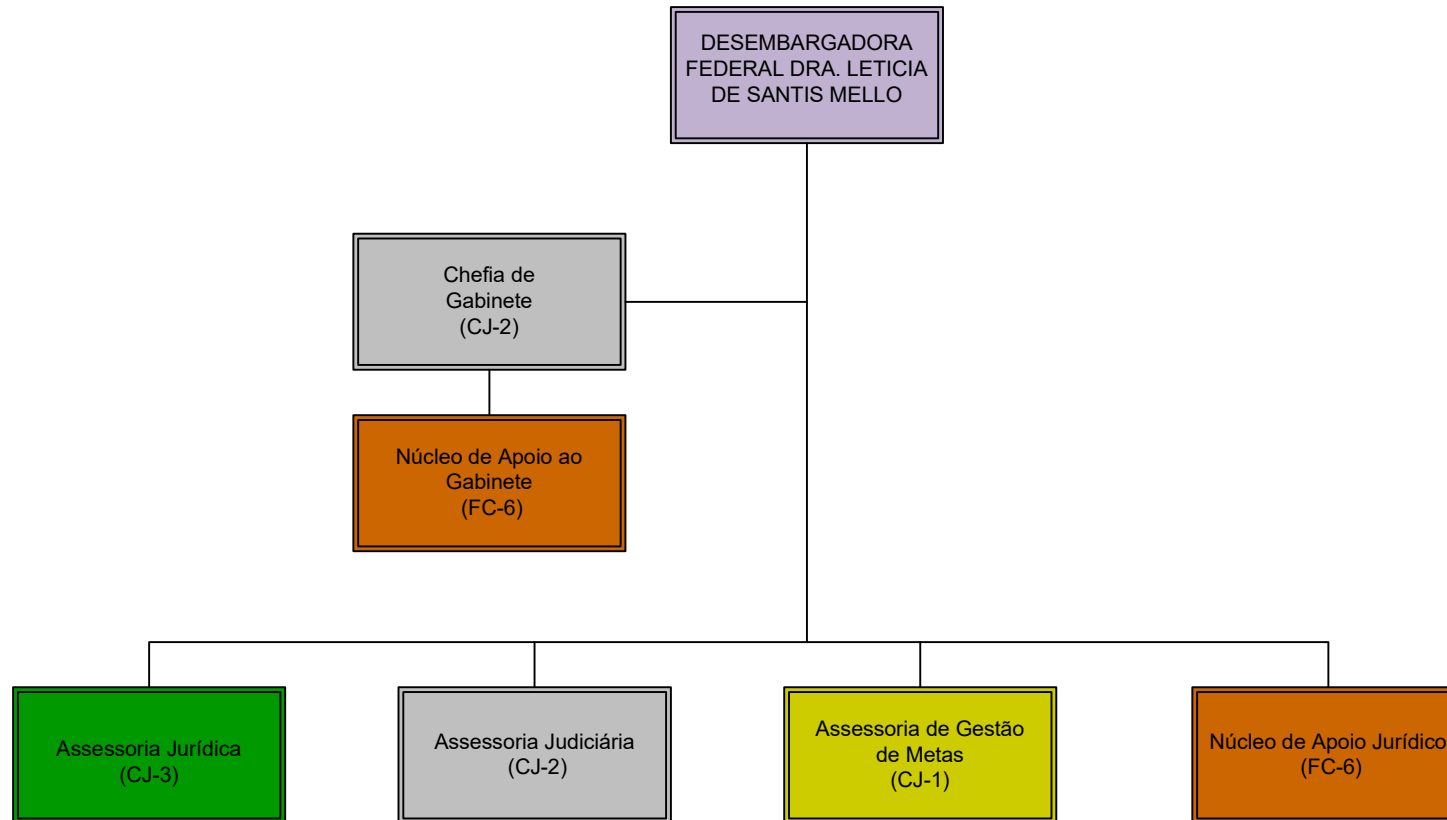 DESEMBARGADORA
FEDERAL DRA. LETICIA
DE SANTIS MELLO
Chefia de
Gabinete
(CJ-2)
Núcleo de Apoio ao
Gabinete
(FC-6)
Assessoria Jurídica
(CJ-3)
Assessoria Judiciária
(CJ-2)
Assessoria de Gestão
de Metas
(CJ-1)
Núcleo de Apoio Jurídico
(FC-6)